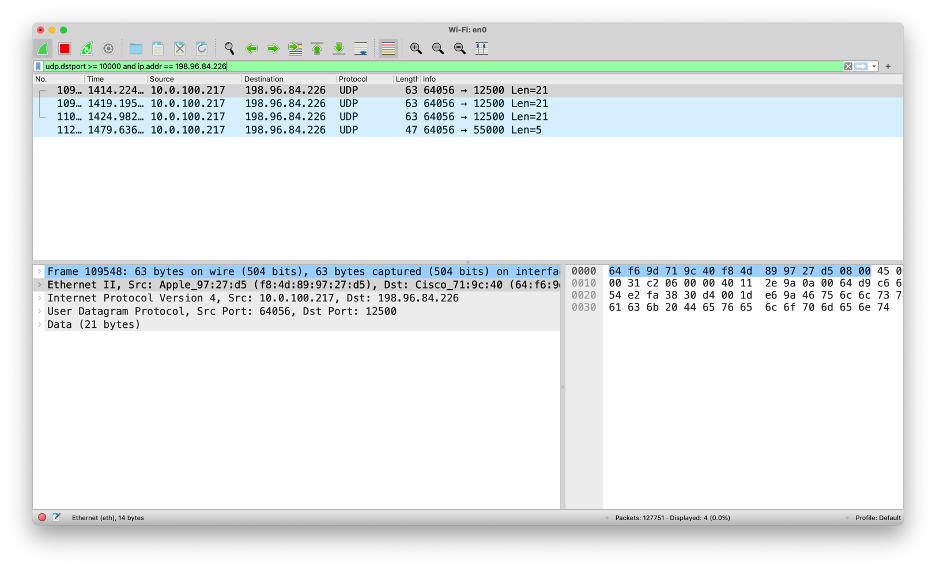 Wi-Fi: en0
udp.dstport >= 10000 and ip.addr == 198.96.84.226
No. Time Source Destination Protocol Length Info
109… 1414.224… 10.0.100.217 198.96.84.226 UDP 63 64056 → 12500 Len=21
109… 1419.195… 10.0.100.217 198.96.84.226 UDP 63 64056 → 12500 Len=21
110… 1424.982… 10.0.100.217 198.96.84.226 UDP 63 64056 → 12500 Len=21
112… 1479.636… 10.0.100.217 198.96.84.226 UDP 47 64056 → 55000 Len=5
Frame 109548: 63 bytes on wire (504 bits), 63 bytes captured (504 bits) on interfa
Ethernet II, Src: Apple_97:27:d5 (f8:4d:89:97:27:d5), Dst: Cisco_71:9c:40 (64:f6:9
Internet Protocol Version 4, Src: 10.0.100.217, Dst: 198.96.84.226
User Datagram Protocol, Src Port: 64056, Dst Port: 12500
Data (21 bytes)
0000 64 f6 9d 71 9c 40 f8 4d 89 97 27 d5 08 00 45 0
0010 00 31 c2 06 00 00 40 11 2e 9a 0a 00 64 d9 c6 6
0020 54 e2 fa 38 30 d4 00 1d e6 9a 46 75 6c 6c 73 7
0030 61 63 6b 20 44 65 76 65 6c 6f 70 6d 65 6e 74
Ethernet (eth), 14 bytes
Packets: 127751 · Displayed: 4 (0.0%)
Profile: Default